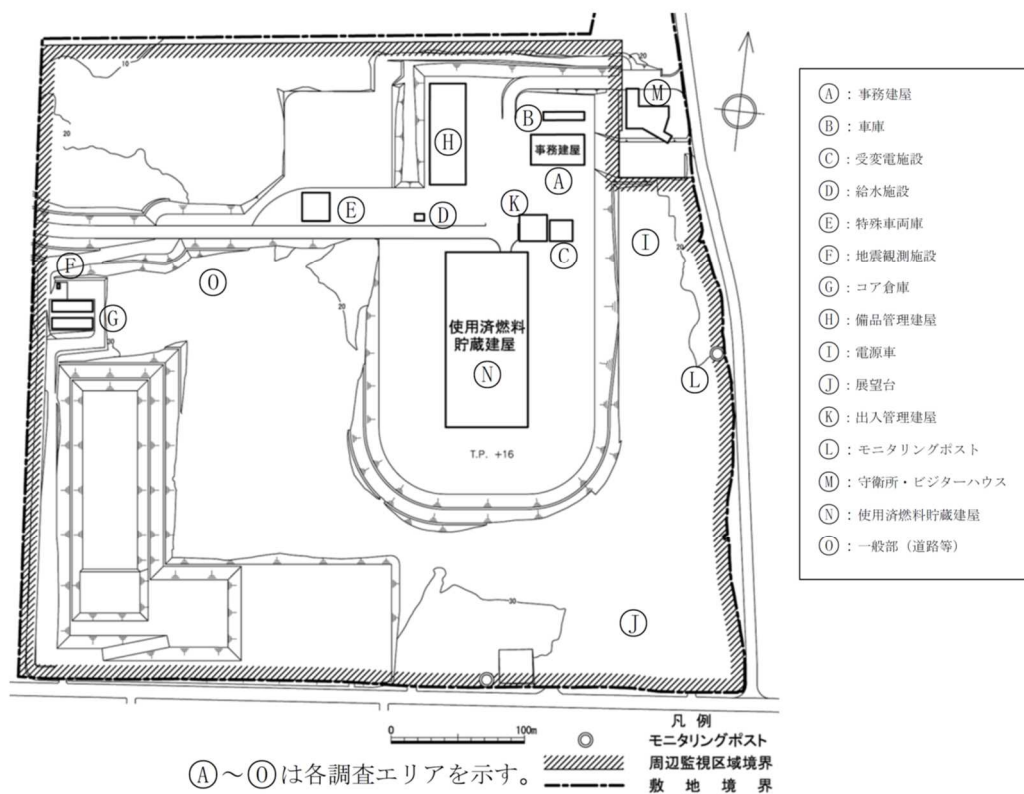 10
20
20
M
B
H
事務建屋
A
E
D
K
C
I
20
F
O
20
G
使用済燃料
貯蔵建屋
N
L
30
T.P. +16
30
J
0
100m
Ⓐ～Ⓞは各調査エリアを示す。
凡 例
モニタリングポスト
周辺監視区域境界
敷 地 境 界
Ⓐ：事務建屋
Ⓑ：車庫
Ⓒ：受変電施設
Ⓓ：給水施設
Ⓔ：特殊車両庫
Ⓕ：地震観測施設
Ⓖ：コア倉庫
Ⓗ：備品管理建屋
Ⓘ：電源車
Ⓙ：展望台
Ⓚ：出入管理建屋
Ⓛ：モニタリングポスト
Ⓜ：守衛所・ビジターハウス
Ⓝ：使用済燃料貯蔵建屋
Ⓞ：一般部（道路等）